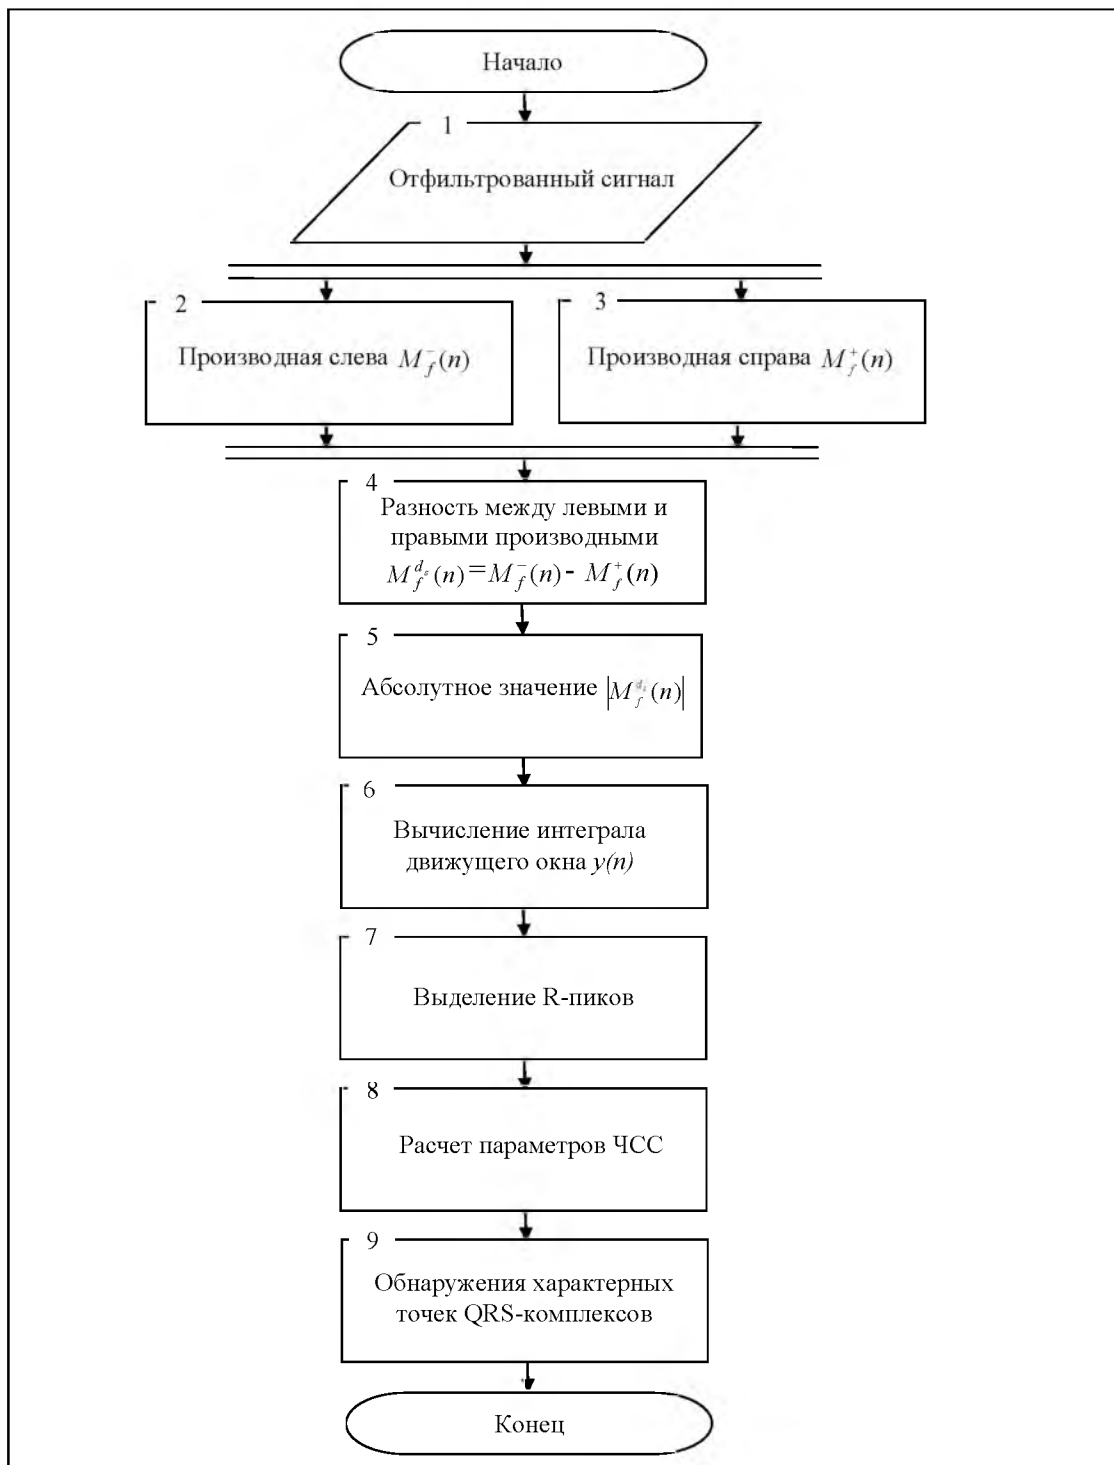 Начало
1
Отфильтрованный сигнал
2
Производная слева $M_f^-(n)$
3
Производная справа $M_f^+(n)$
4
Разность между левыми и
правыми производными
$M_f^{d_s}(n) = M_f^-(n) - M_f^+(n)$
5
Абсолутное значение $|M_f^{d_s}(n)|$
6
Вычисление интеграла
движущего окна y(n)
7
Выделение R-пиков
8
Расчет параметров ЧСС
9
Обнаружения характерных
точек QRS-комплексов
Конец